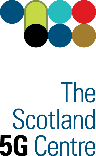 The
Scotland
5G Centre